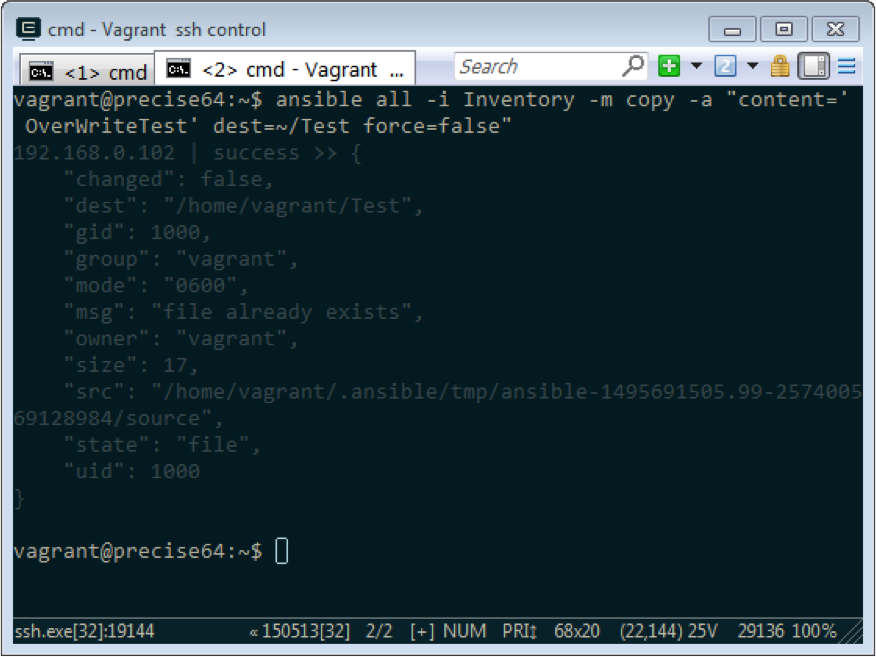 cmd - Vagrant ssh control
<1> cmd
<2> cmd - Vagrant ...
Search
2
vagrant@precise64:~$ ansible all -i Inventory -m copy -a "content='
OverWriteTest' dest=~/Test force=false"
192.168.0.102 | success >> {
    "changed": false,
    "dest": "/home/vagrant/Test",
    "gid": 1000,
    "group": "vagrant",
    "mode": "0600",
    "msg": "file already exists",
    "owner": "vagrant",
    "size": 17,
    "src": "/home/vagrant/.ansible/tmp/ansible-1495691505.99-2574005
69128984/source",
    "state": "file",
    "uid": 1000
}
vagrant@precise64:~$
ssh.exe[32]:19144 «150513[32] 2/2 [+] NUM PRI↕ 68x20 (22,144) 25V 29136 100%